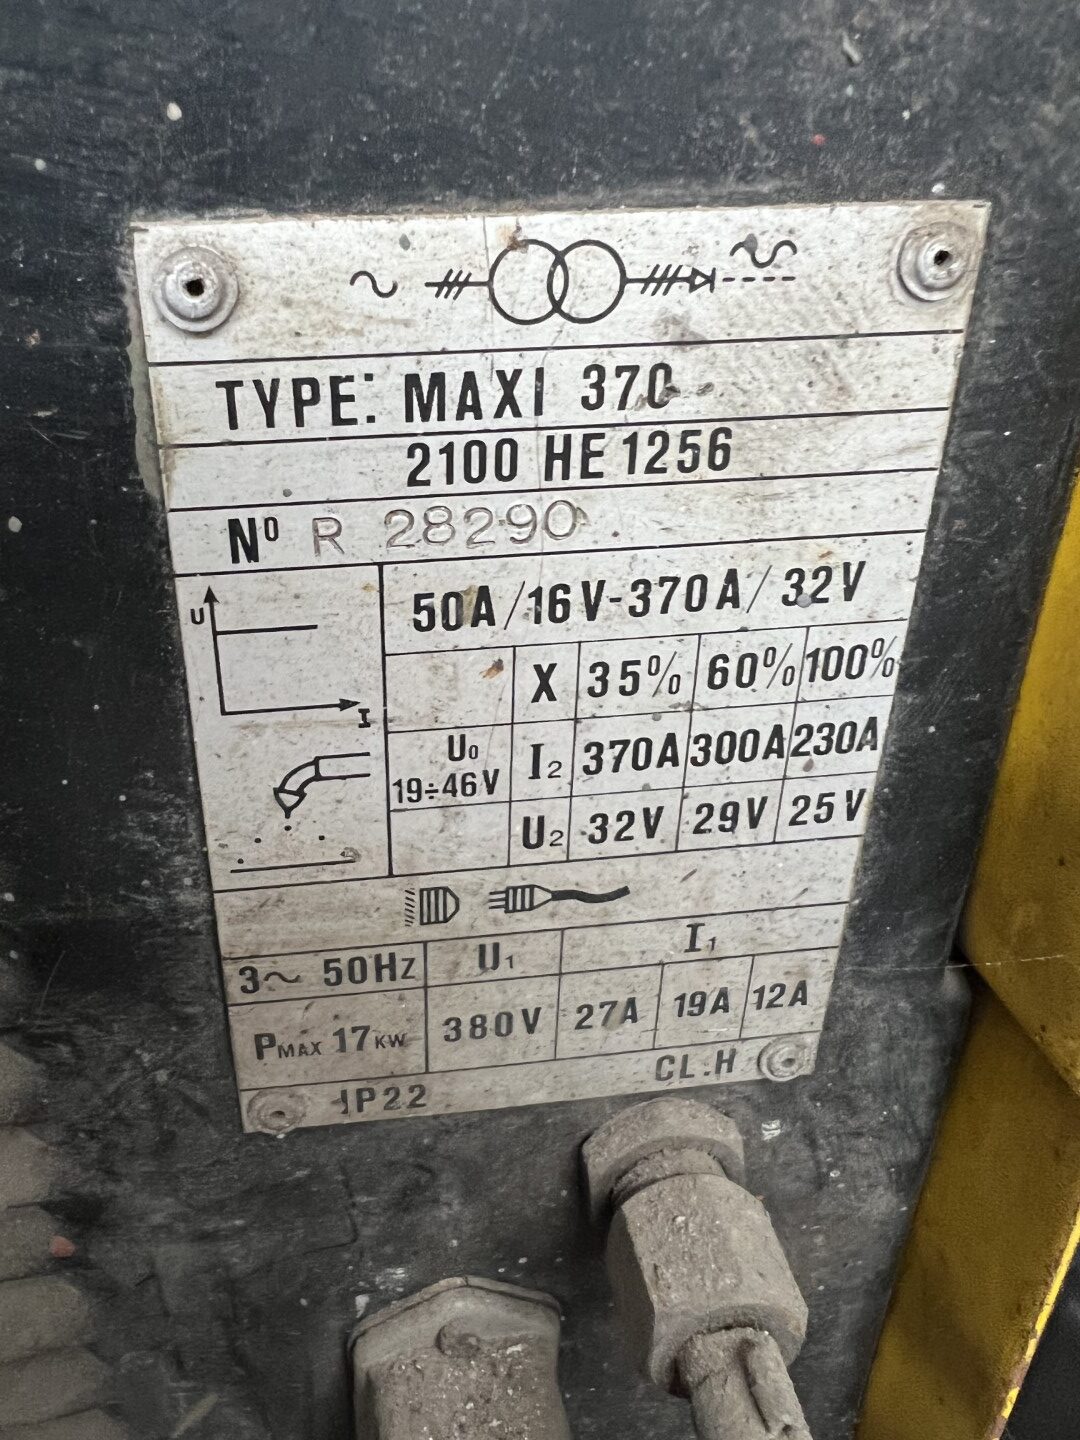 TYPE: MAXI 370
2100 HE 1256
Nº R 28290
U
I
50A/16V-370A/32V
X 35% 60% 100%
U₀ 19÷46V
I₂ 370A 300A 230A
U₂ 32V 29V 25V
3~ 50Hz U₁ I₁
PMAX 17KW 380V 27A 19A 12A
IP22 CL.H